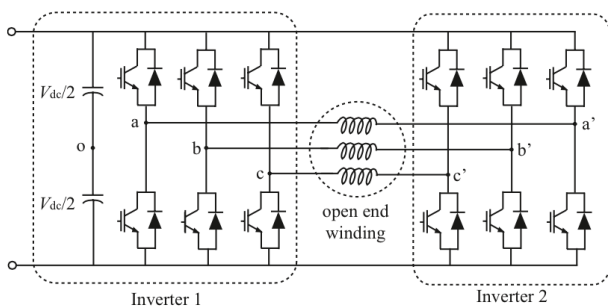 Vdc/2
o
Vdc/2
a
b
c
open end
winding
a’
b’
c’
Inverter 1
Inverter 2